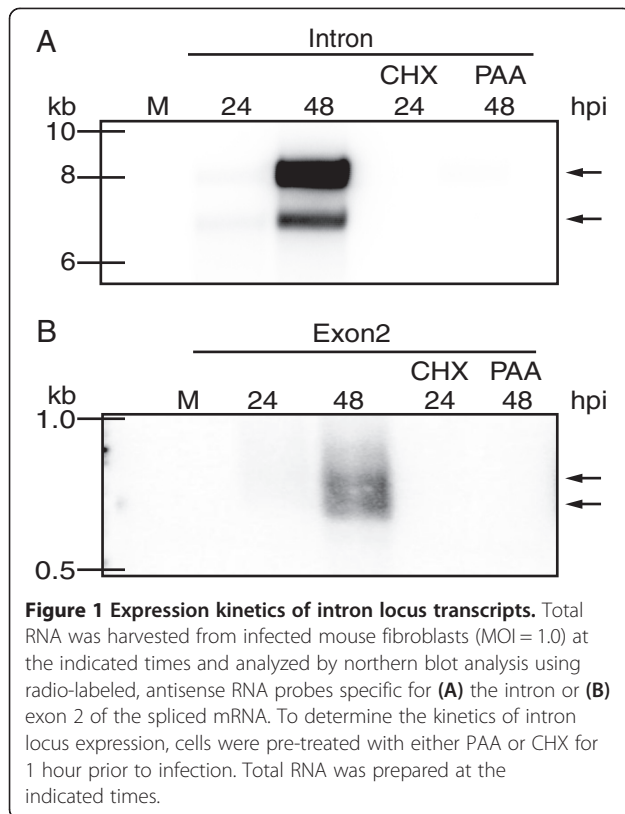 A
Intron
CHX PAA
kb M 24 48 24 48 hpi
10
8
6
B
Exon2
CHX PAA
kb M 24 48 24 48 hpi
1.0
0.5
Figure 1 Expression kinetics of intron locus transcripts. Total
RNA was harvested from infected mouse fibroblasts (MOI = 1.0) at
the indicated times and analyzed by northern blot analysis using
radio-labeled, antisense RNA probes specific for (A) the intron or (B)
exon 2 of the spliced mRNA. To determine the kinetics of intron
locus expression, cells were pre-treated with either PAA or CHX for
1 hour prior to infection. Total RNA was prepared at the
indicated times.